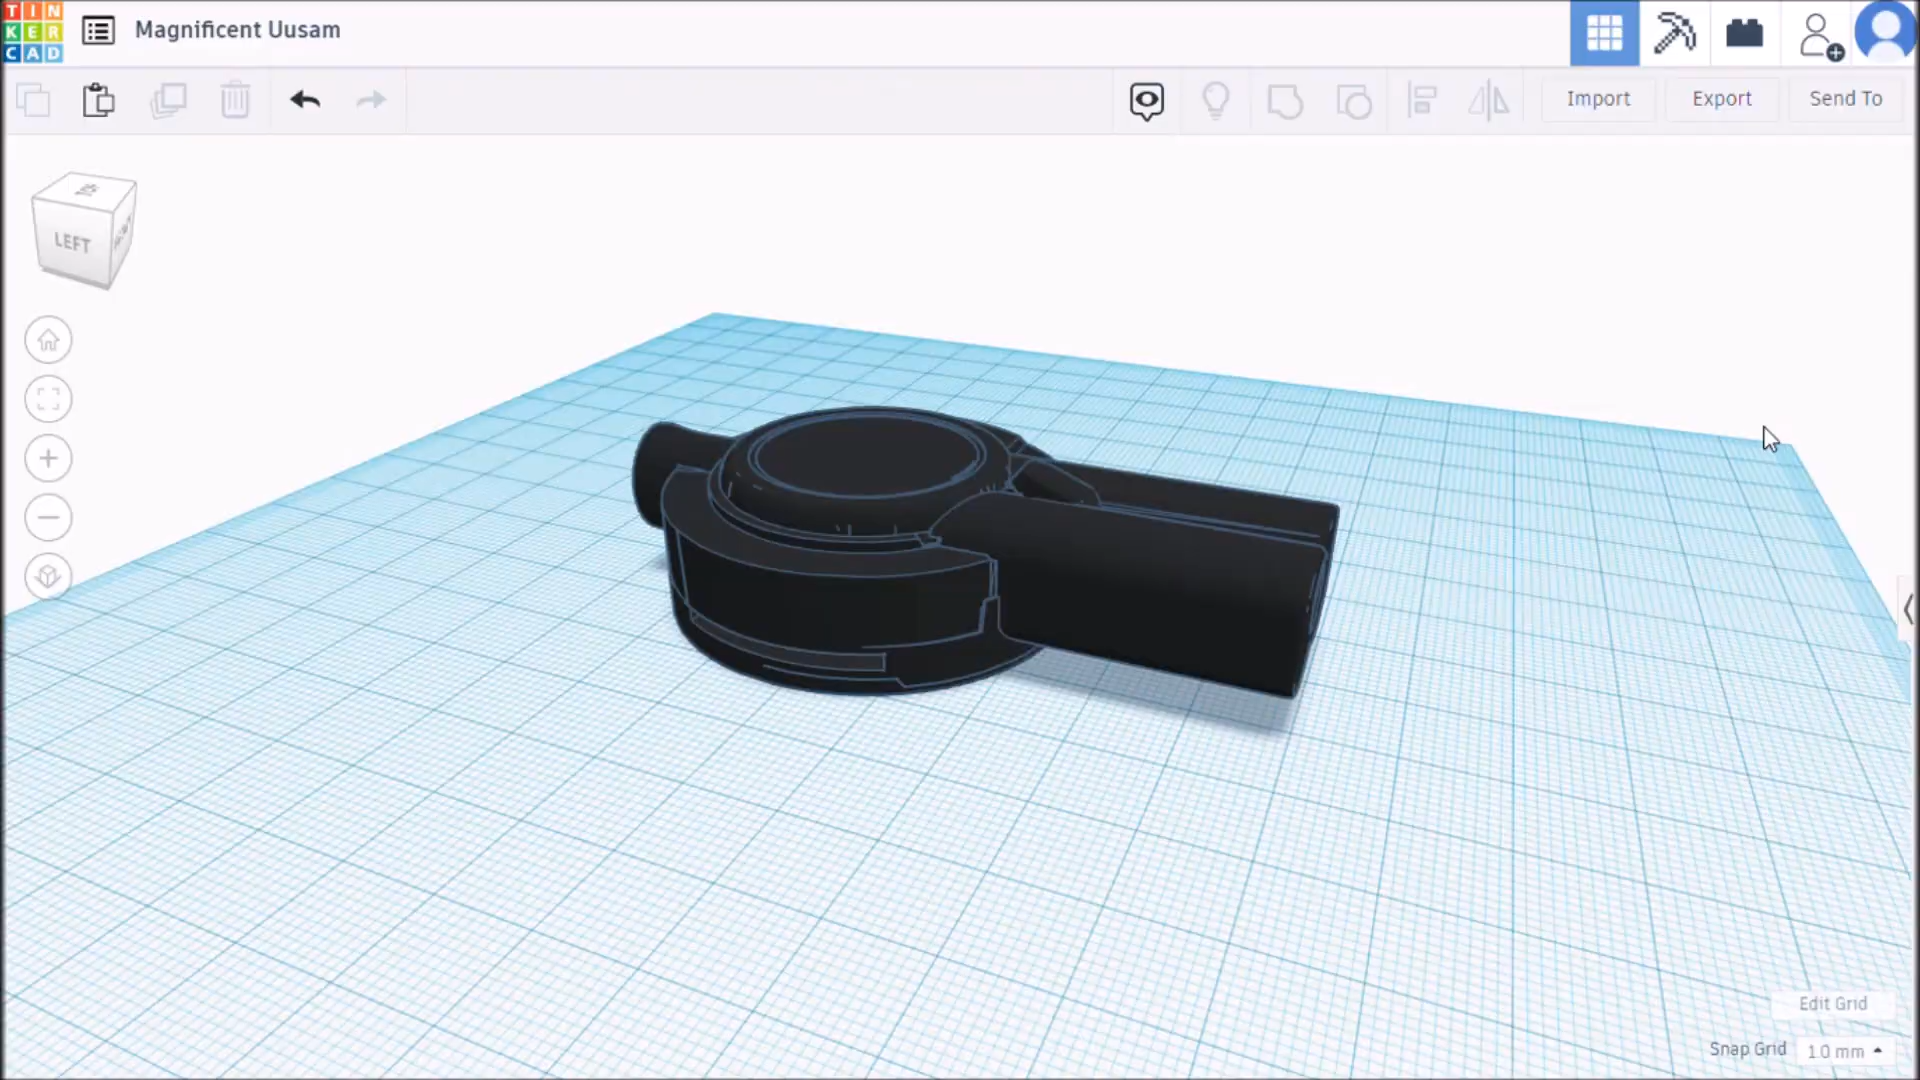 TIN
KER
CAD
Magnificent Uusam
Import
Export
Send To
LEFT
Edit Grid
Snap Grid
1.0 mm